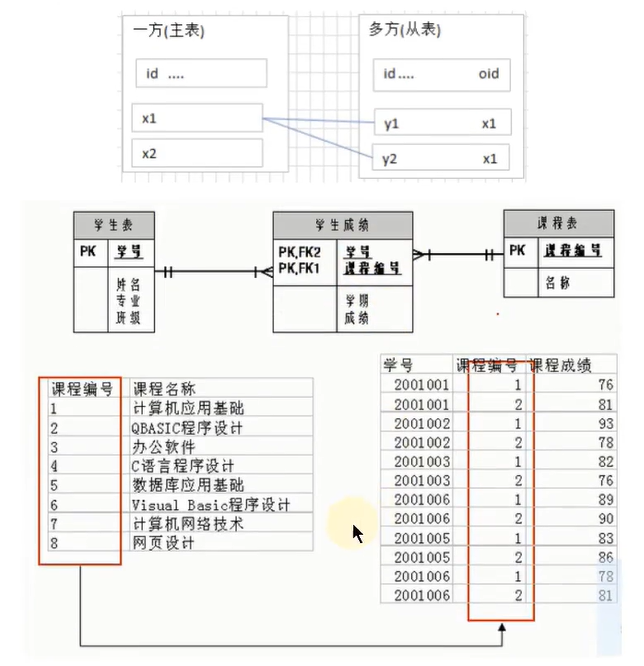 一方(主表)
id ....
x1
x2
多方(从表)
id.... oid
y1 x1
y2 x1
学生表
PK 学号
姓名
专业
班级
学生成绩
PK,FK2 学号
PK,FK1 课程编号
学期
成绩
课程表
PK 课程编号
名称
课程编号 课程名称
1 计算机应用基础
2 QBASIC程序设计
3 办公软件
4 C语言程序设计
5 数据库应用基础
6 Visual Basic程序设计
7 计算机网络技术
8 网页设计
学号 课程编号 课程成绩
2001001 1 76
2001001 2 81
2001002 1 93
2001002 2 78
2001003 1 82
2001003 2 76
2001006 1 89
2001006 2 90
2001005 1 83
2001005 2 86
2001006 1 78
2001006 2 81